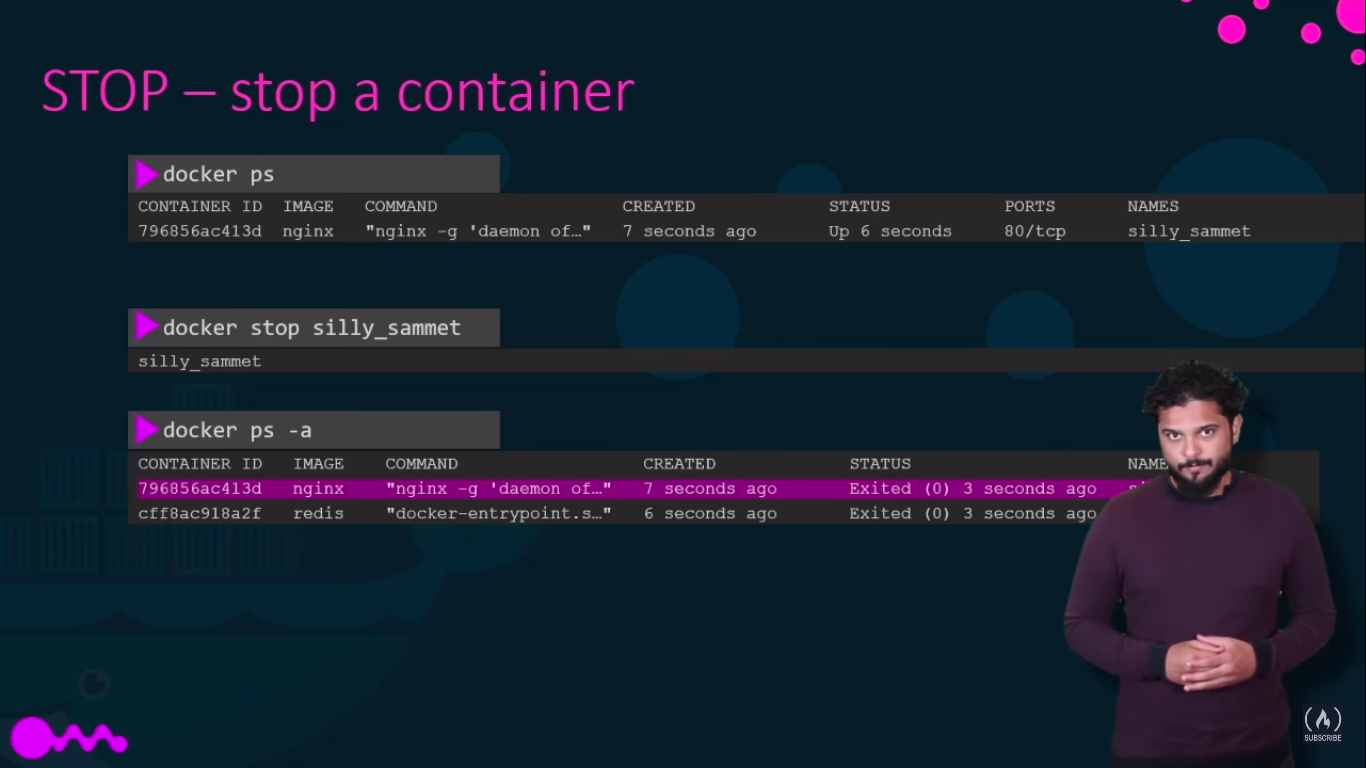 STOP – stop a container
docker ps
CONTAINER ID IMAGE COMMAND CREATED STATUS PORTS NAMES
796856ac413d nginx "nginx –g 'daemon of…" 7 seconds ago Up 6 seconds 80/tcp silly_sammet
docker stop silly_sammet
silly_sammet
docker ps -a
CONTAINER ID IMAGE COMMAND CREATED STATUS
796856ac413d nginx "nginx –g 'daemon of…" 7 seconds ago Exited (0) 3 seconds ago
cff8ac918a2f redis "docker-entrypoint.s…" 6 seconds ago Exited (0) 3 seconds ago
SUBSCRIBE